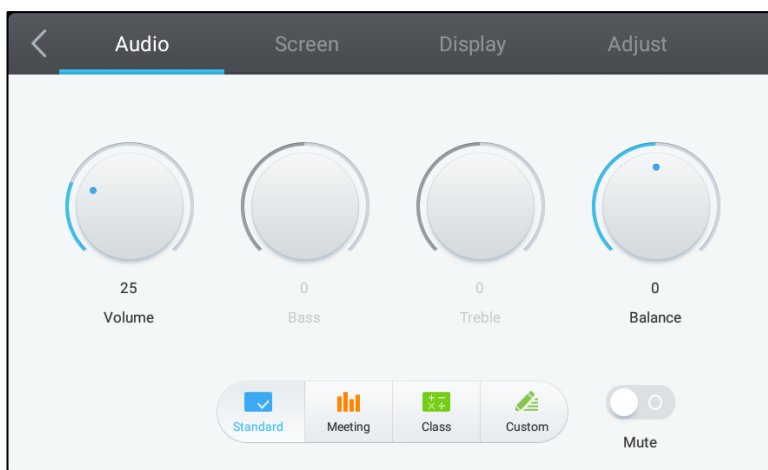 Audio Screen Display Adjust
25 0 0 0
Volume Bass Treble Balance
Standard Meeting Class Custom
Mute